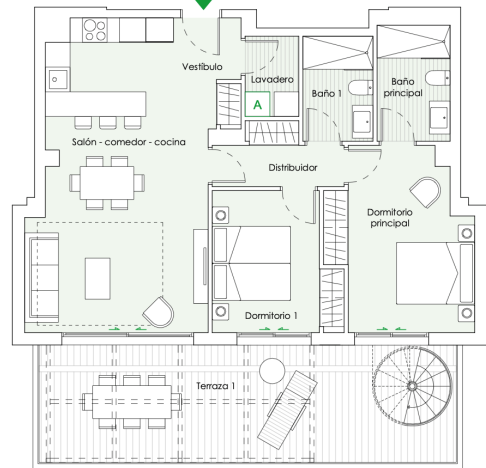 Vestíbulo
Lavadero
A
Baño 1
Baño
principal
Salón - comedor - cocina
Distribuidor
Dormitorio
principal
Dormitorio 1
Terraza 1